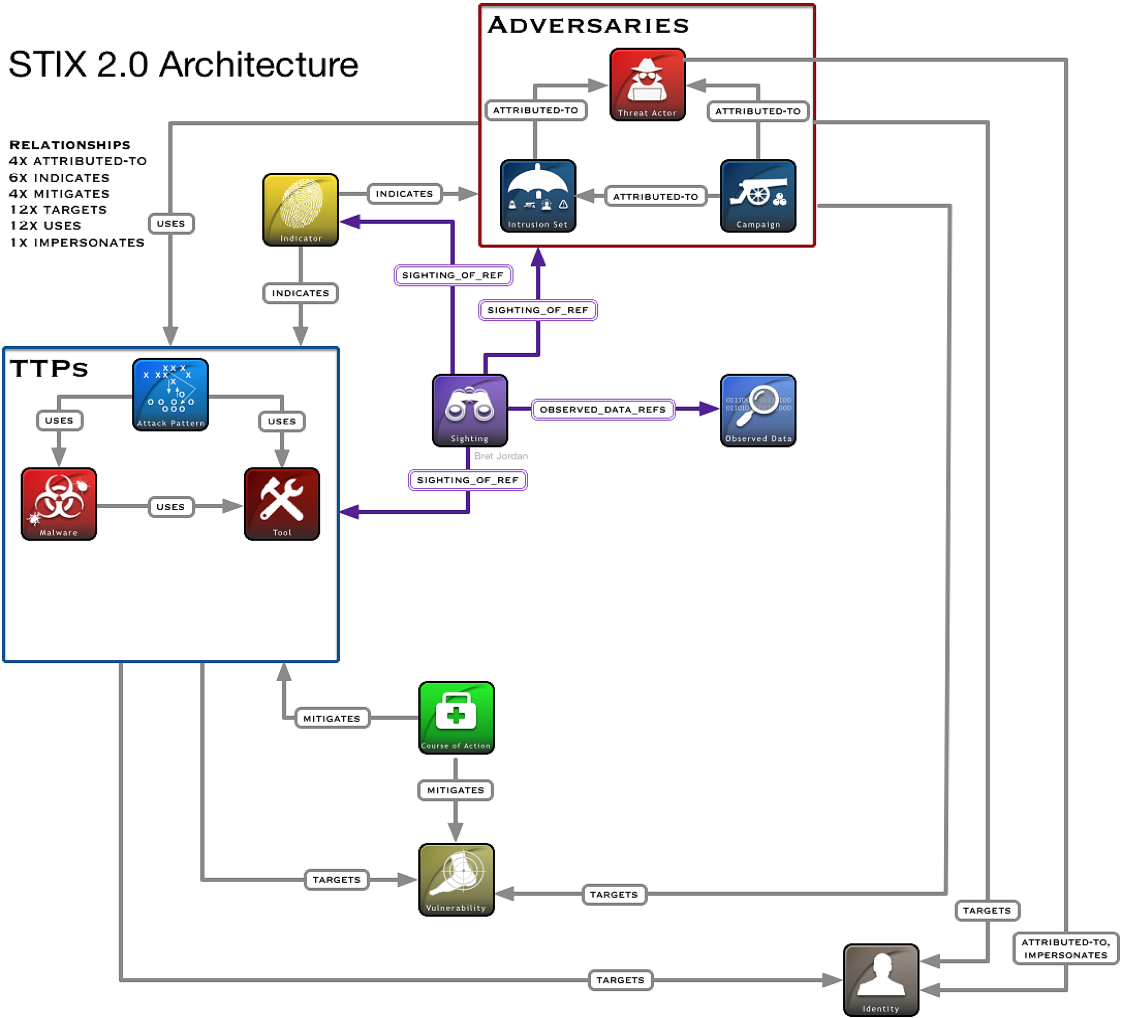 ADVERSARIES
STIX 2.0 Architecture
Threat Actor
ATTRIBUTED-TO
ATTRIBUTED-TO
RELATIONSHIPS
4X ATTRIBUTED-TO
6X INDICATES
4X MITIGATES
12X TARGETS
12X USES
1X IMPERSONATES
USES
Indicator
INDICATES
Intrusion Set
ATTRIBUTED-TO
Campaign
SIGHTING_OF_REF
INDICATES
SIGHTING_OF_REF
TTPs
X X X
X X X X
X
O
O O O O
O O O
Attack Pattern
USES
USES
Sighting
OBSERVED_DATA_REFS
Observed Data
Bret Jordan
SIGHTING_OF_REF
Malware
USES
Tool
MITIGATES
Course of Action
MITIGATES
TARGETS
Vulnerability
TARGETS
TARGETS
ATTRIBUTED-TO,
IMPERSONATES
TARGETS
Identity